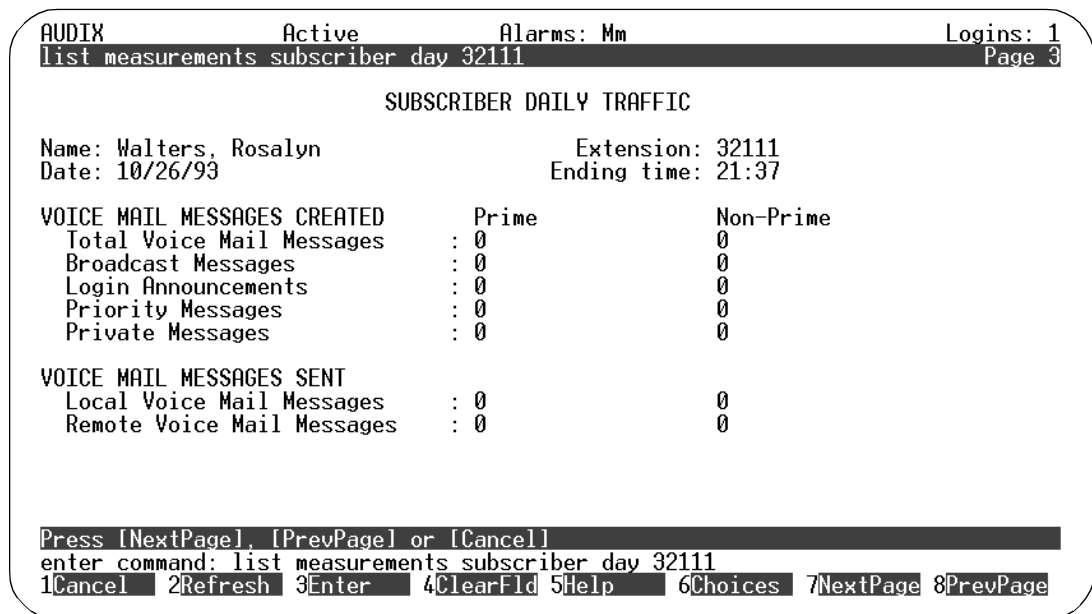 AUDIX Active Alarms: Mm Logins: 1
list measurements subscriber day 32111 Page 3
SUBSCRIBER DAILY TRAFFIC
Name: Walters, Rosalyn Extension: 32111
Date: 10/26/93 Ending time: 21:37
VOICE MAIL MESSAGES CREATED Prime Non-Prime
Total Voice Mail Messages : 0 0
Broadcast Messages : 0 0
Login Announcements : 0 0
Priority Messages : 0 0
Private Messages : 0 0
VOICE MAIL MESSAGES SENT
Local Voice Mail Messages : 0 0
Remote Voice Mail Messages : 0 0
Press [NextPage], [PrevPage] or [Cancel]
enter command: list measurements subscriber day 32111
1Cancel 2Refresh 3Enter 4ClearFld 5Help 6Choices 7NextPage 8PrevPage